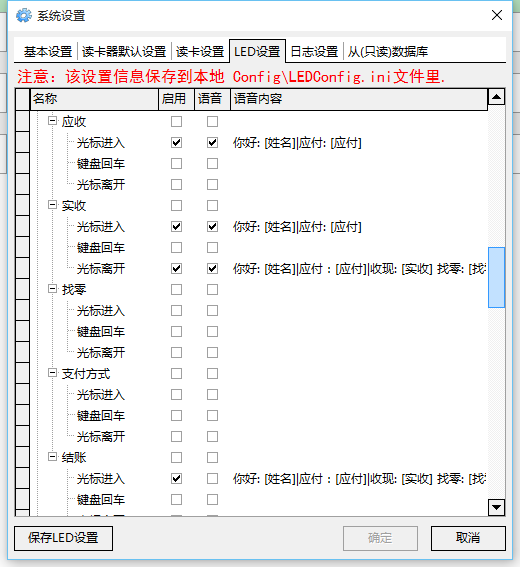 系统设置
基本设置 读卡器默认设置 读卡设置 LED设置 日志设置 从(只读)数据库
注意: 该设置信息保存到本地 Config\LEDConfig.ini文件里.
名称 启用 语音 语音内容
应收
光标进入 你好: [姓名]|应付: [应付]
键盘回车
光标离开
实收
光标进入 你好: [姓名]|应付: [应付]
键盘回车
光标离开 你好: [姓名]|应付 : [应付]|收现: [实收] 找零: [找零
找零
光标进入
键盘回车
光标离开
支付方式
光标进入
键盘回车
光标离开
结账
光标进入 你好: [姓名]|应付 : [应付]|收现: [实收] 找零: [找零
键盘回车
保存LED设置 确定 取消